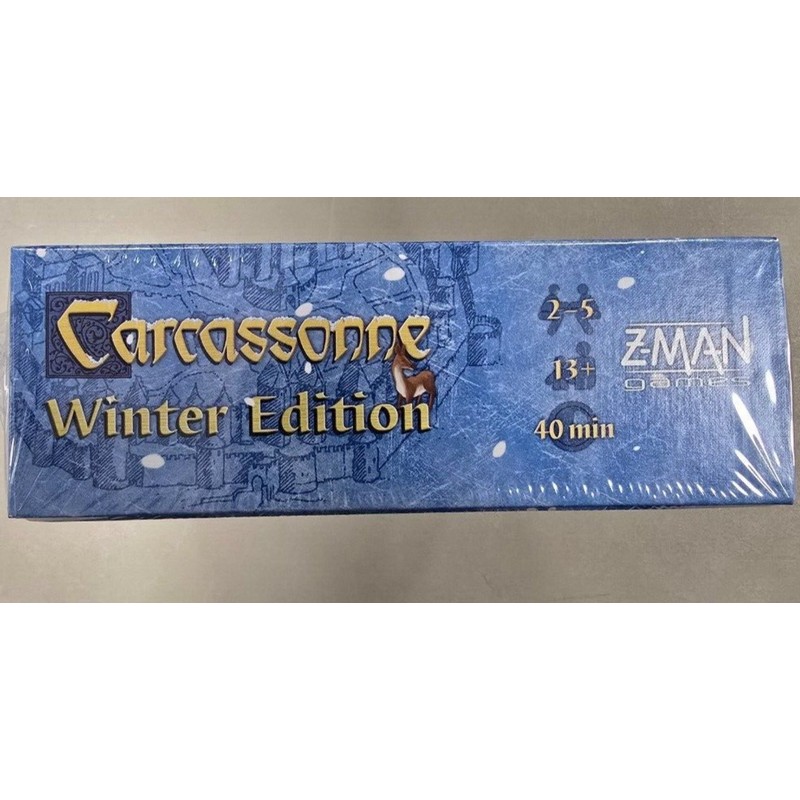 Carcassonne
Winter Edition
2-5
13+
40 min
Z-MAN
games